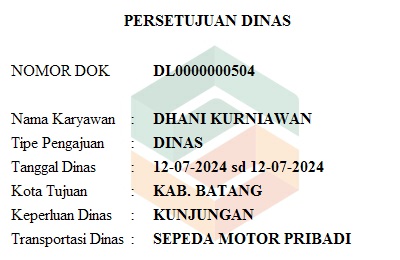 PERSETUJUAN DINAS
NOMOR DOK DL0000000504
Nama Karyawan : DHANI KURNIAWAN
Tipe Pengajuan : DINAS
Tanggal Dinas : 12-07-2024 sd 12-07-2024
Kota Tujuan : KAB. BATANG
Keperluan Dinas : KUNJUNGAN
Transportasi Dinas : SEPEDA MOTOR PRIBADI